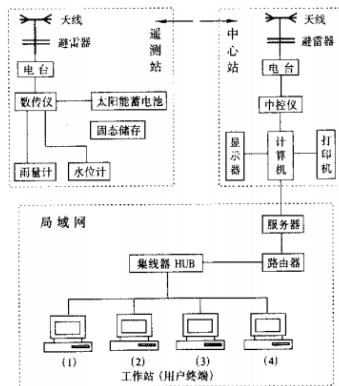 天线
避雷器
电台
数传仪
太阳能蓄电池
固态储存
雨量计
水位计
遥测站
中心站
天线
避雷器
电台
中控仪
显示器
计算机
打印机
局域网
服务器
集线器 HUB
路由器
(1)
(2)
(3)
(4)
工作站(用户终端)